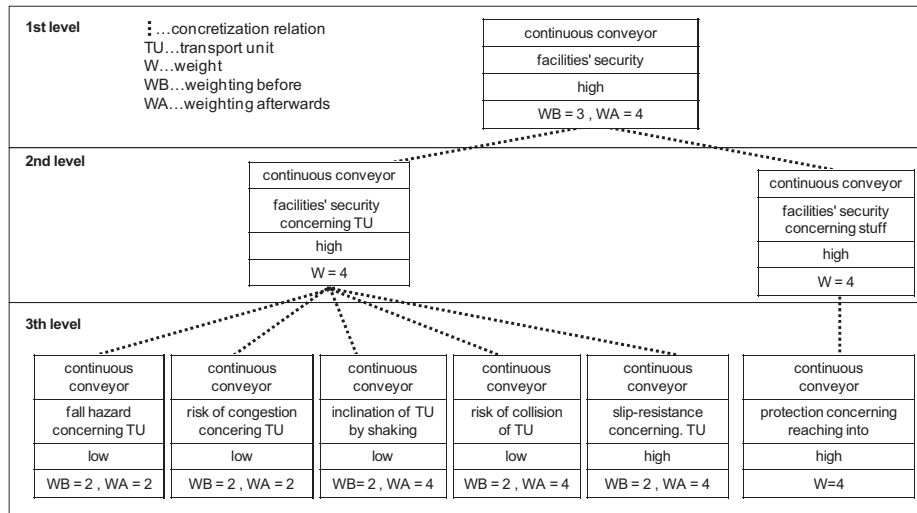 1st level
⋮ …concretization relation
TU…transport unit
W…weight
WB…weighting before
WA…weighting afterwards
continuous conveyor
facilities' security
high
WB = 3 , WA = 4
2nd level
continuous conveyor
facilities' security
concerning TU
high
W = 4
continuous conveyor
facilities' security
concerning stuff
high
W = 4
3th level
continuous
conveyor
fall hazard
concerning TU
low
WB = 2 , WA = 2
continuous
conveyor
risk of congestion
concering TU
low
WB = 2 , WA = 2
continuous
conveyor
inclination of TU
by shaking
low
WB= 2 , WA = 4
continuous
conveyor
risk of collision
of TU
low
WB = 2 , WA = 4
continuous
conveyor
slip-resistance
concerning. TU
high
WB = 2 , WA = 4
continuous
conveyor
protection concerning
reaching into
high
W=4